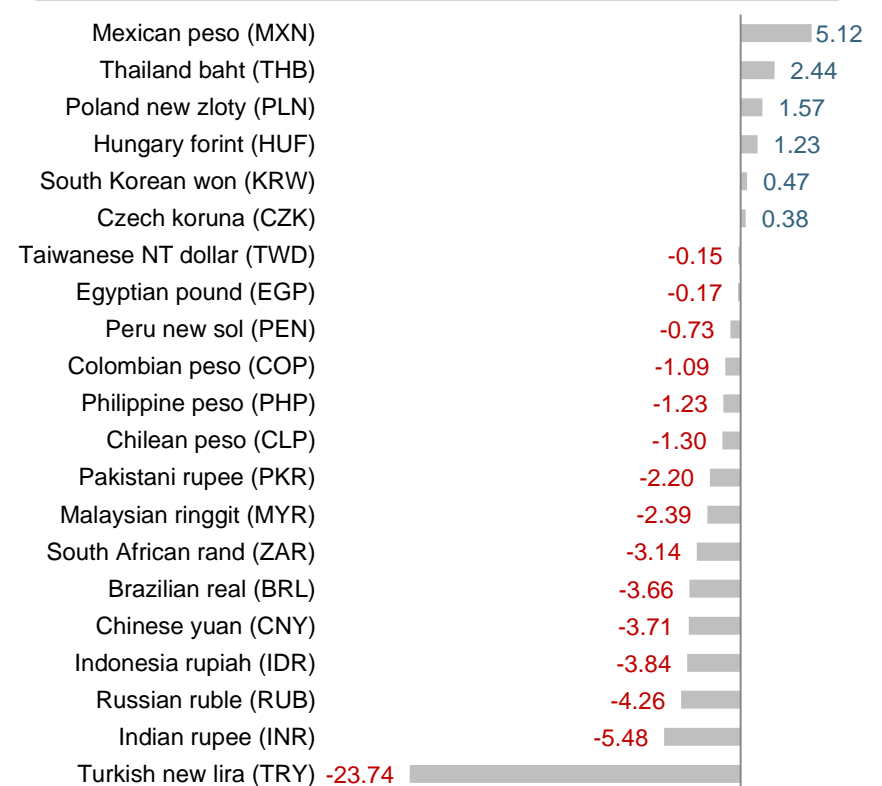 Mexican peso (MXN) 5.12
Thailand baht (THB) 2.44
Poland new zloty (PLN) 1.57
Hungary forint (HUF) 1.23
South Korean won (KRW) 0.47
Czech koruna (CZK) 0.38
Taiwanese NT dollar (TWD) -0.15
Egyptian pound (EGP) -0.17
Peru new sol (PEN) -0.73
Colombian peso (COP) -1.09
Philippine peso (PHP) -1.23
Chilean peso (CLP) -1.30
Pakistani rupee (PKR) -2.20
Malaysian ringgit (MYR) -2.39
South African rand (ZAR) -3.14
Brazilian real (BRL) -3.66
Chinese yuan (CNY) -3.71
Indonesia rupiah (IDR) -3.84
Russian ruble (RUB) -4.26
Indian rupee (INR) -5.48
Turkish new lira (TRY) -23.74